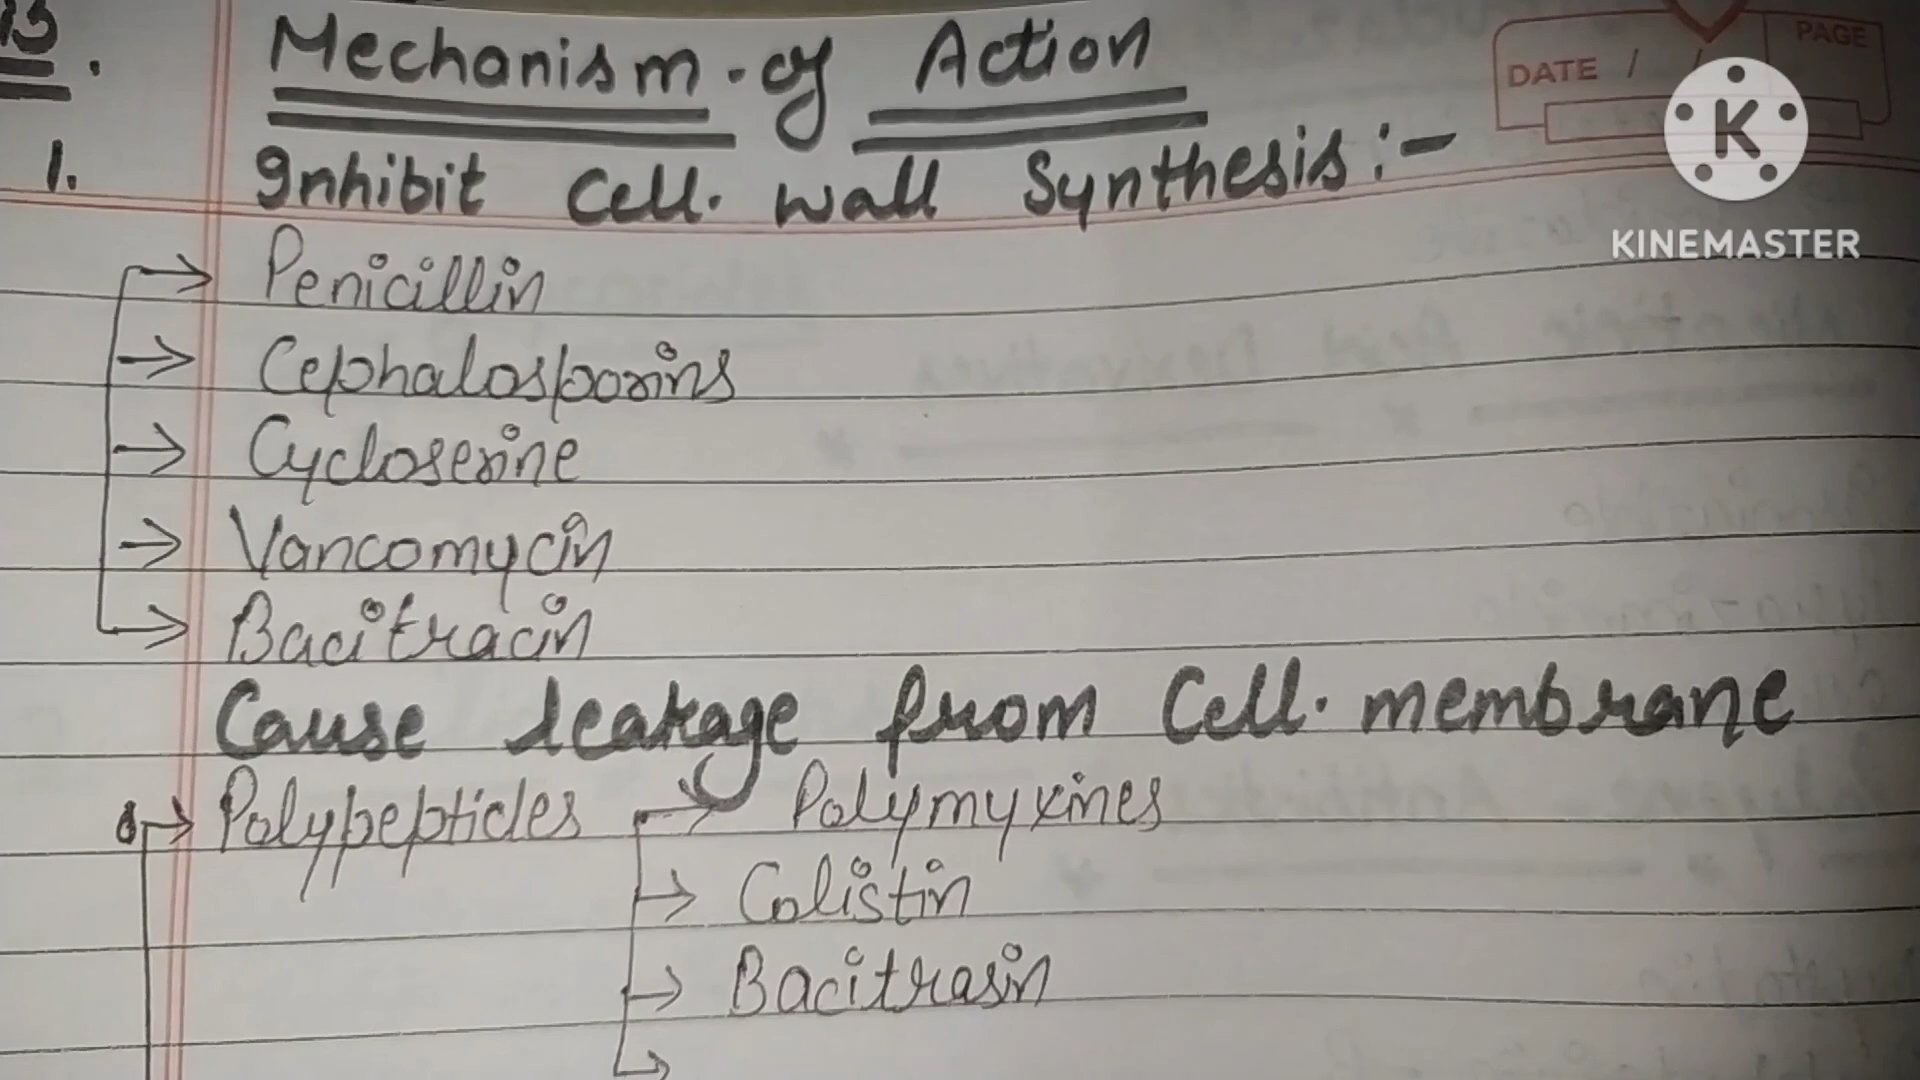 B.
Mechanism of Action
DATE / /
PAGE
K
KINEMASTER
1. Inhibit Cell. wall Synthesis:-
→ Penicillin
→ Cephalosporins
→ Cycloserine
→ Vancomycin
→ Bacitracin
Cause leakage from Cell. membrane
→ Polypeptides → Polymyxines
→ Colistin
→ Bacitrasin